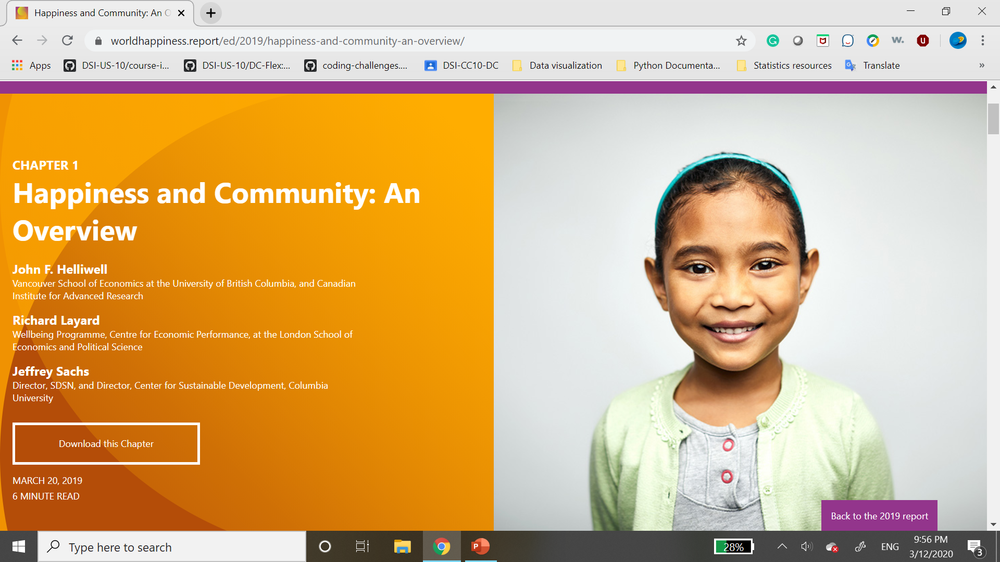 Happiness and Community: An O
worldhappiness.report/ed/2019/happiness-and-community-an-overview/
Apps
DSI-US-10/course-i...
DSI-US-10/DC-Flex:...
coding-challenges....
DSI-CC10-DC
Data visualization
Python Documenta...
Statistics resources
Translate
CHAPTER 1
Happiness and Community: An
Overview
John F. Helliwell
Vancouver School of Economics at the University of British Columbia, and Canadian
Institute for Advanced Research
Richard Layard
Wellbeing Programme, Centre for Economic Performance, at the London School of
Economics and Political Science
Jeffrey Sachs
Director, SDSN, and Director, Center for Sustainable Development, Columbia
University
Download this Chapter
MARCH 20, 2019
6 MINUTE READ
Back to the 2019 report
Type here to search
28%
ENG
9:56 PM
3/12/2020
3